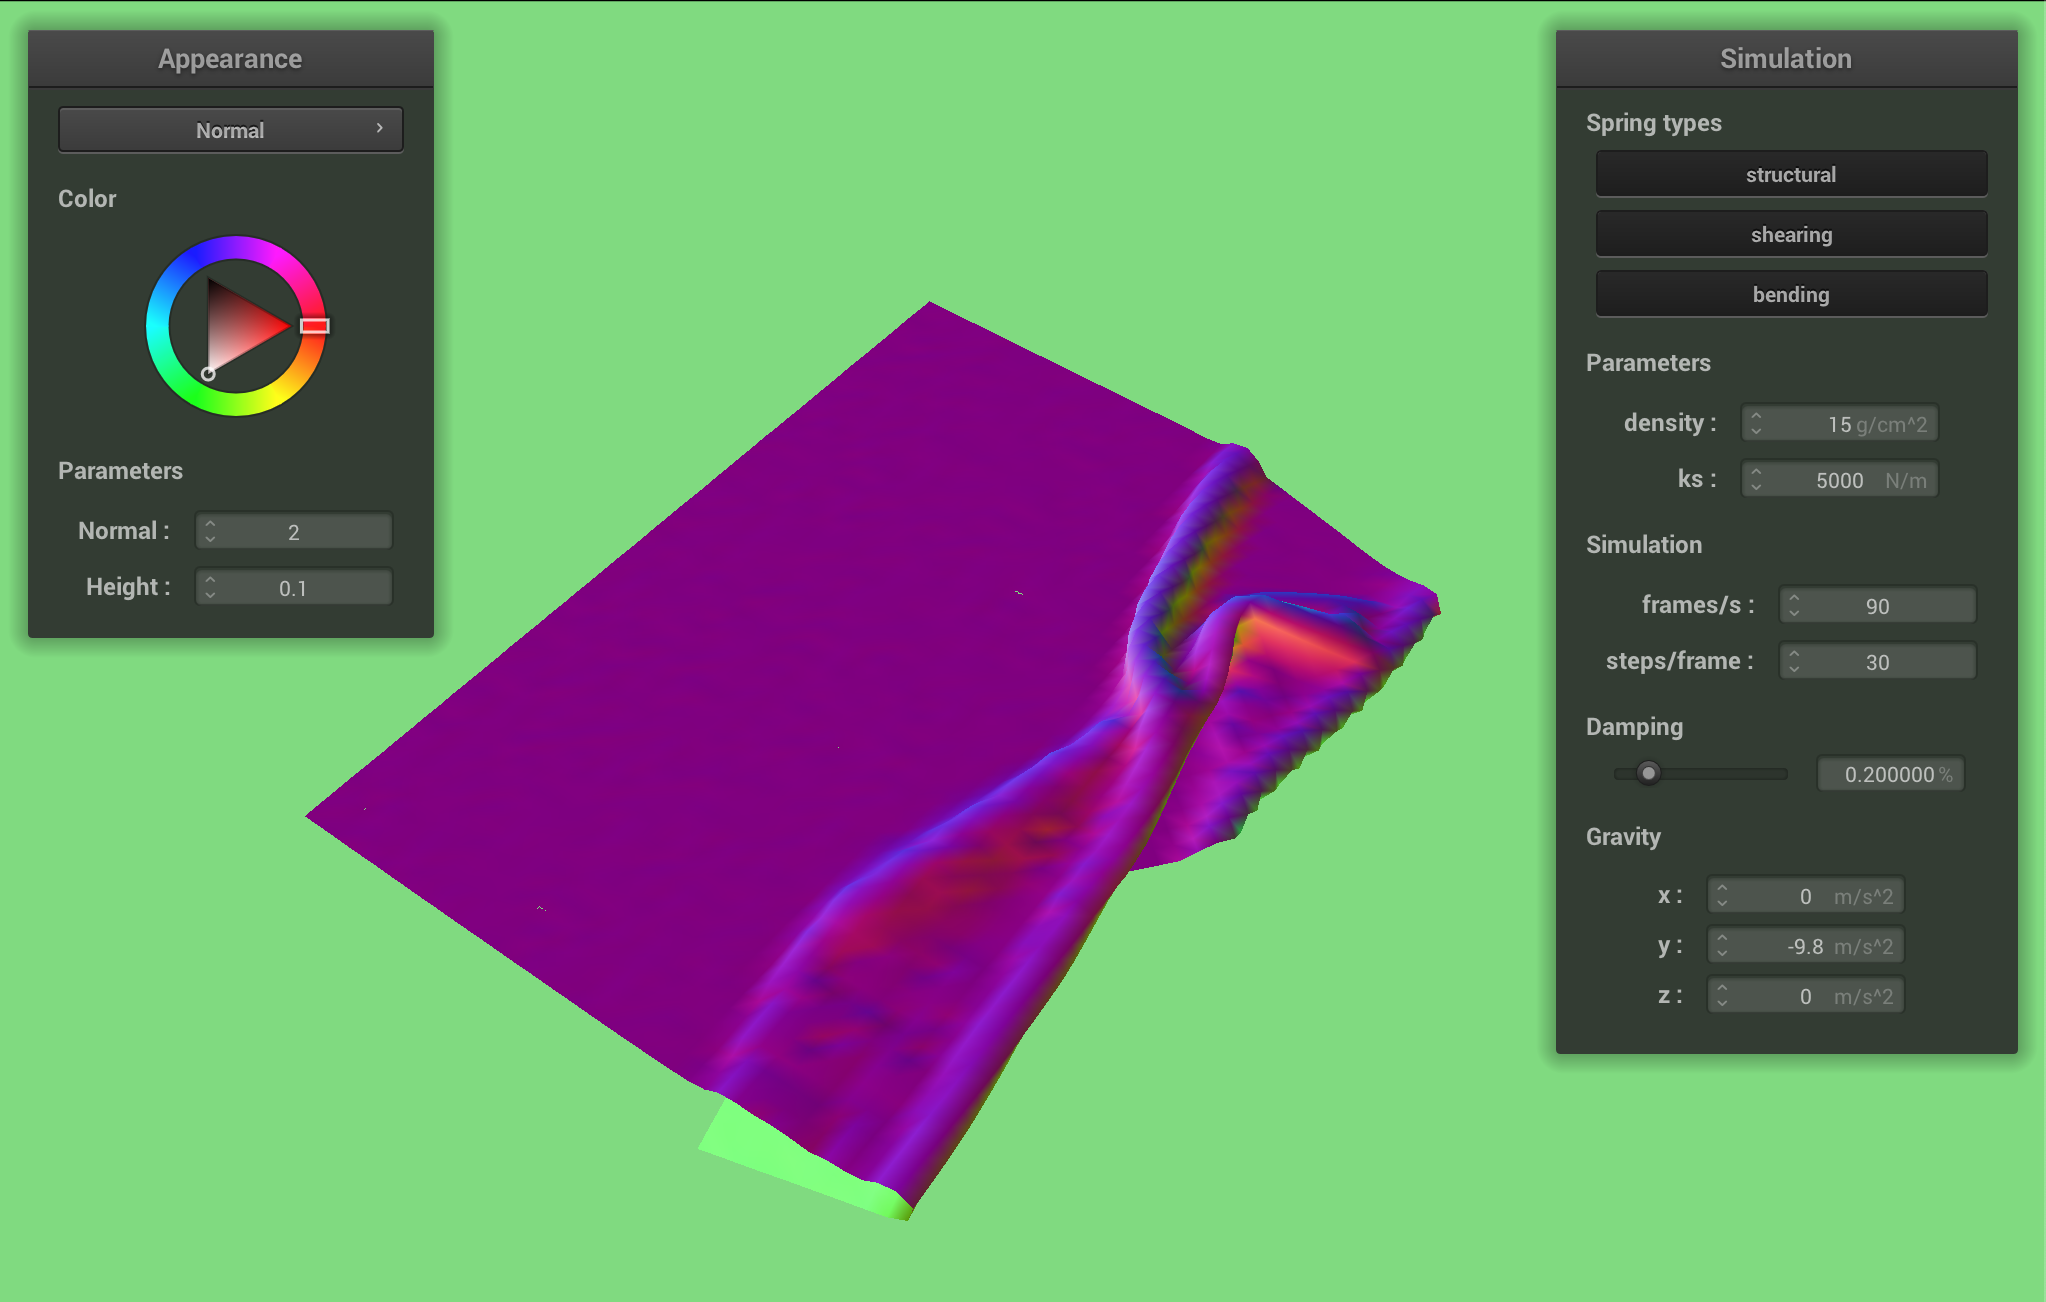 Appearance
Normal
Color
Parameters
Normal : 2
Height : 0.1
Simulation
Spring types
structural
shearing
bending
Parameters
density : 15 g/cm^2
ks : 5000 N/m
Simulation
frames/s : 90
steps/frame : 30
Damping
0.200000 %
Gravity
x : 0 m/s^2
y : -9.8 m/s^2
z : 0 m/s^2